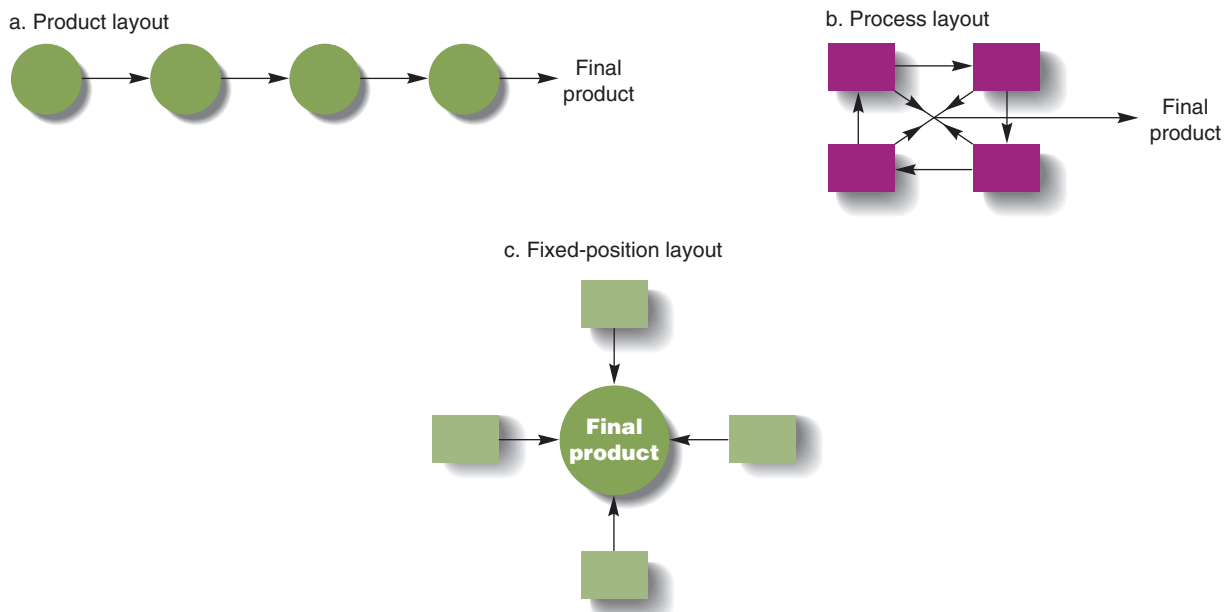 a. Product layout
Final
product
b. Process layout
Final
product
c. Fixed-position layout
Final
product